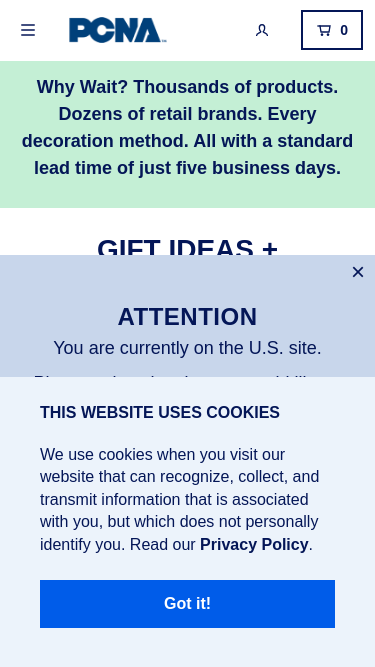 PCNA
0
Why Wait? Thousands of products.
Dozens of retail brands. Every
decoration method. All with a standard
lead time of just five business days.
GIFT IDEAS +
ATTENTION
You are currently on the U.S. site.
THIS WEBSITE USES COOKIES
We use cookies when you visit our
website that can recognize, collect, and
transmit information that is associated
with you, but which does not personally
identify you. Read our Privacy Policy.
Got it!